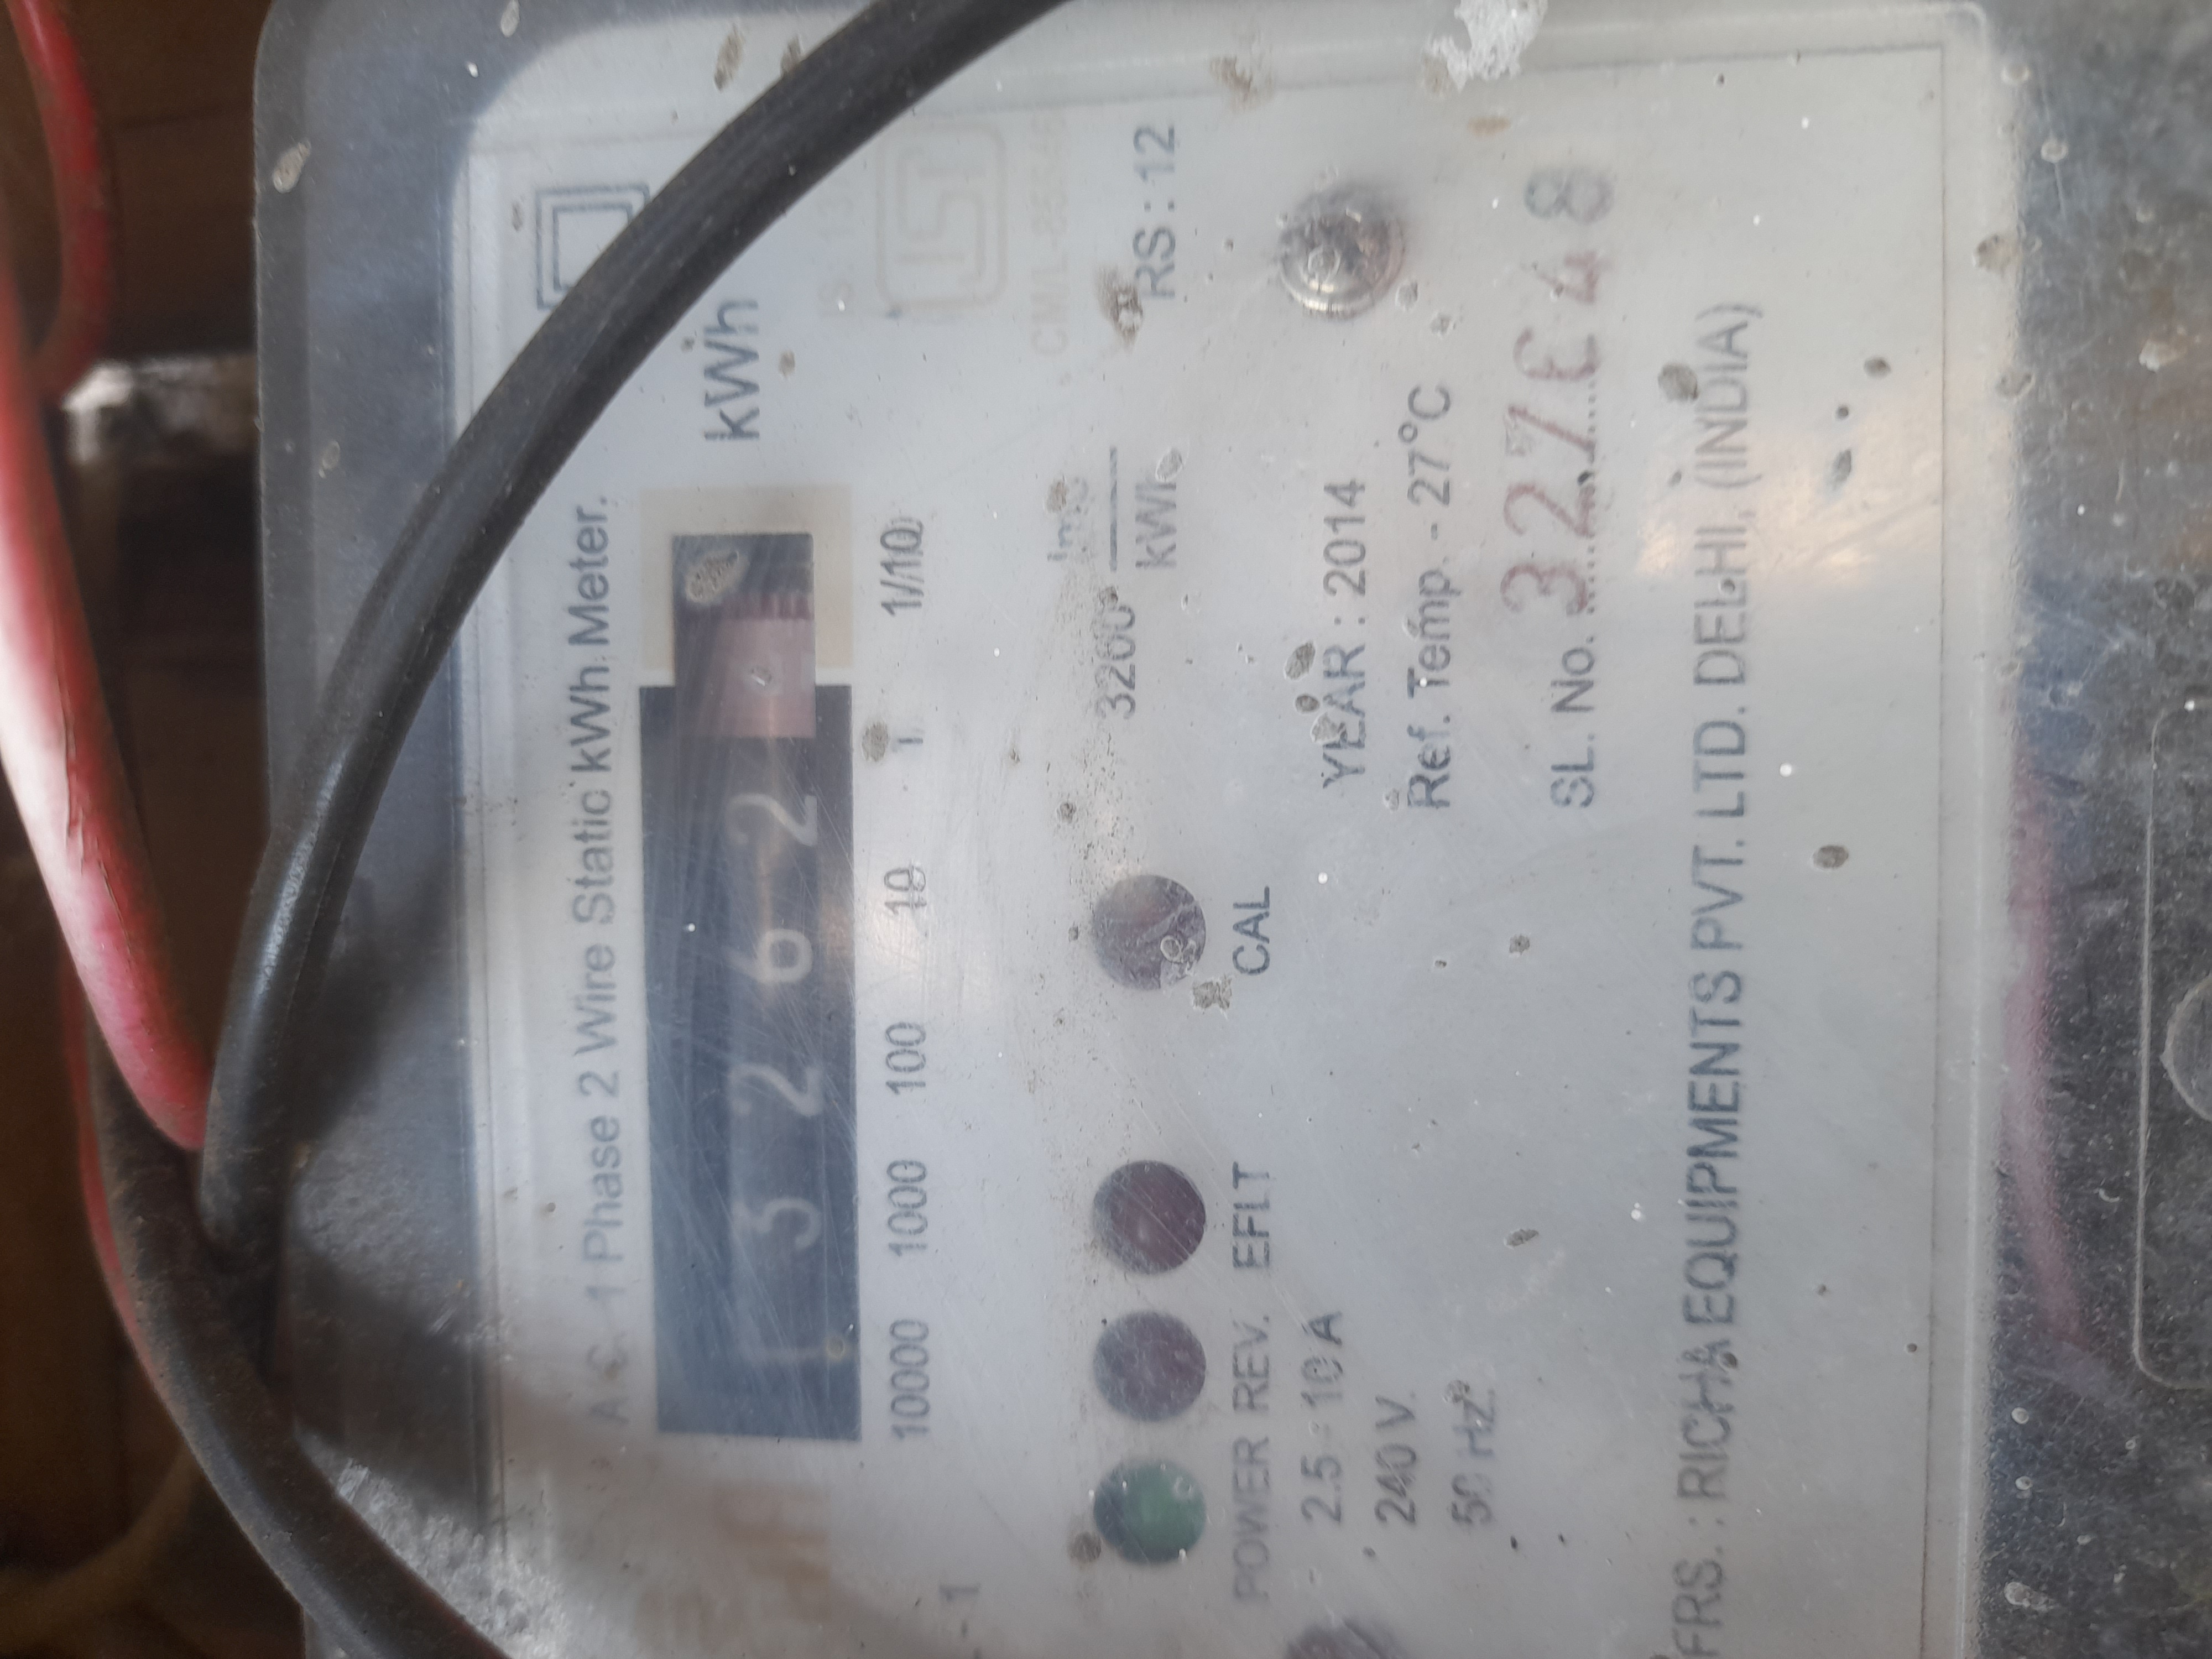 A.C. 1 Phase 2 Wire Static kWh Meter.
3 2 6 2
kWh
10000 1000 100 10 1 1/10
3200 Imp
kWh
RS : 12
POWER REV. EFLT CAL
2.5 - 10 A
YEAR : 2014
240 V.
Ref. Temp. - 27°C
50 Hz.
SL. No.
RICHA EQUIPMENTS PVT. LTD. DELHI, (INDIA)